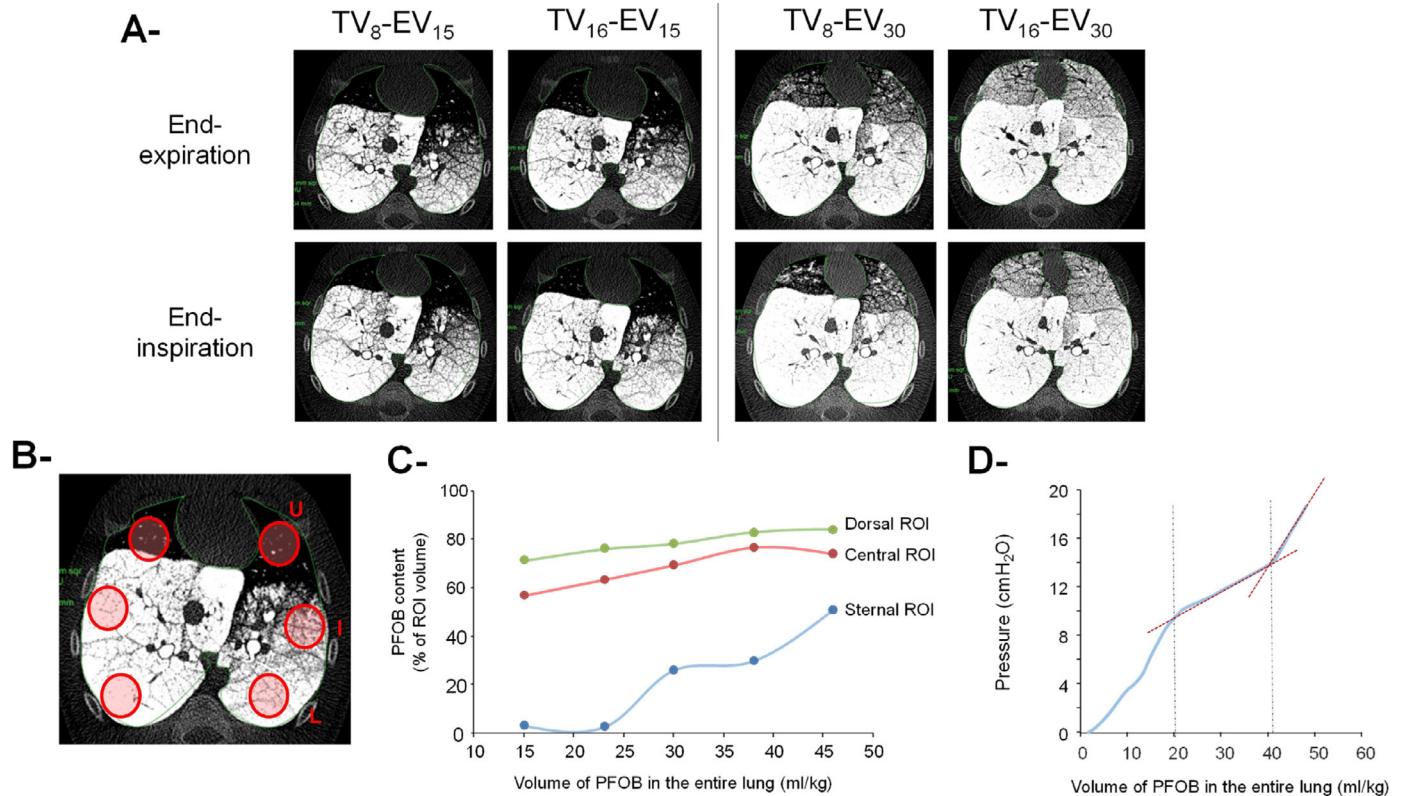 A-
TV₈-EV₁₅
TV₁₆-EV₁₅
TV₈-EV₃₀
TV₁₆-EV₃₀
End-
expiration
End-
inspiration
B-
U
I
L
mm sqr
mm
C-
PFOB content
(% of ROI volume)
100
80
60
40
20
0
10
15
20
25
30
35
40
45
50
Dorsal ROI
Central ROI
Sternal ROI
Volume of PFOB in the entire lung (ml/kg)
D-
Pressure (cmH₂O)
20
16
12
8
4
0
0
10
20
30
40
50
60
Volume of PFOB in the entire lung (ml/kg)